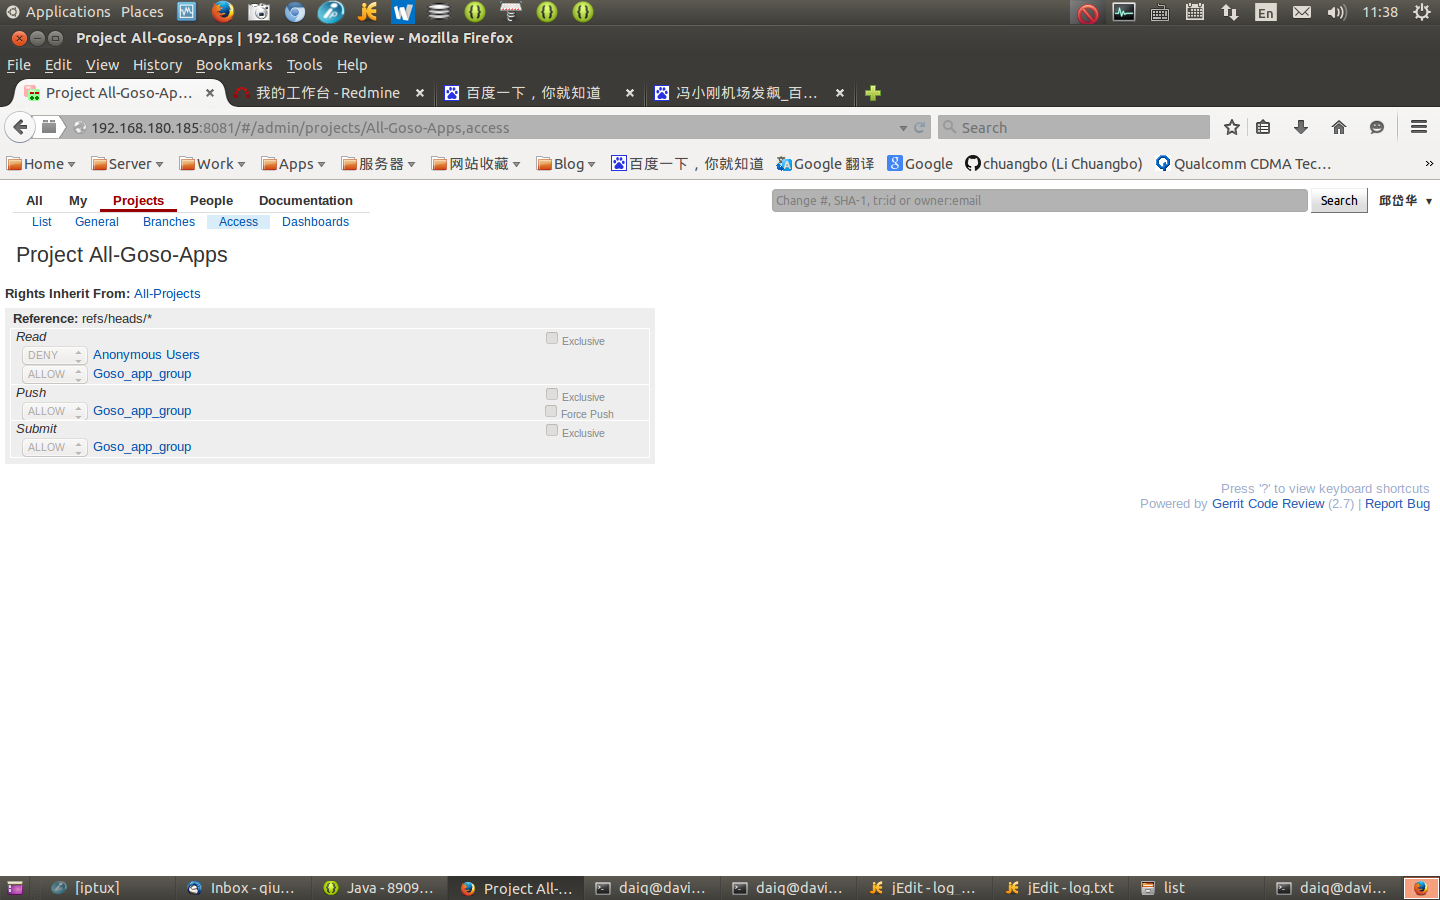 Applications Places En 11:38
Project All-Goso-Apps | 192.168 Code Review - Mozilla Firefox
File Edit View History Bookmarks Tools Help
Project All-Goso-Ap... 我的工作台 - Redmine 百度一下，你就知道 冯小刚机场发飙_百...
192.168.180.185:8081/#/admin/projects/All-Goso-Apps,access Search
Home Server Work Apps 服务器 网站收藏 Blog 百度一下，你就知道 Google 翻译 Google chuangbo (Li Chuangbo) Qualcomm CDMA Tec... »
All My Projects People Documentation Change #, SHA-1, tr:id or owner:email Search 邱岱华 ▼
List General Branches Access Dashboards
Project All-Goso-Apps
Rights Inherit From: All-Projects
Reference: refs/heads/*
Read Exclusive
DENY Anonymous Users
ALLOW Goso_app_group
Push Exclusive
ALLOW Goso_app_group Force Push
Submit Exclusive
ALLOW Goso_app_group
Press '?' to view keyboard shortcuts
Powered by Gerrit Code Review (2.7) | Report Bug
[iptux] Inbox - qiu... Java - 8909... Project All-... daiq@davi... daiq@davi... jEdit - log_... jEdit - log.txt list daiq@davi...